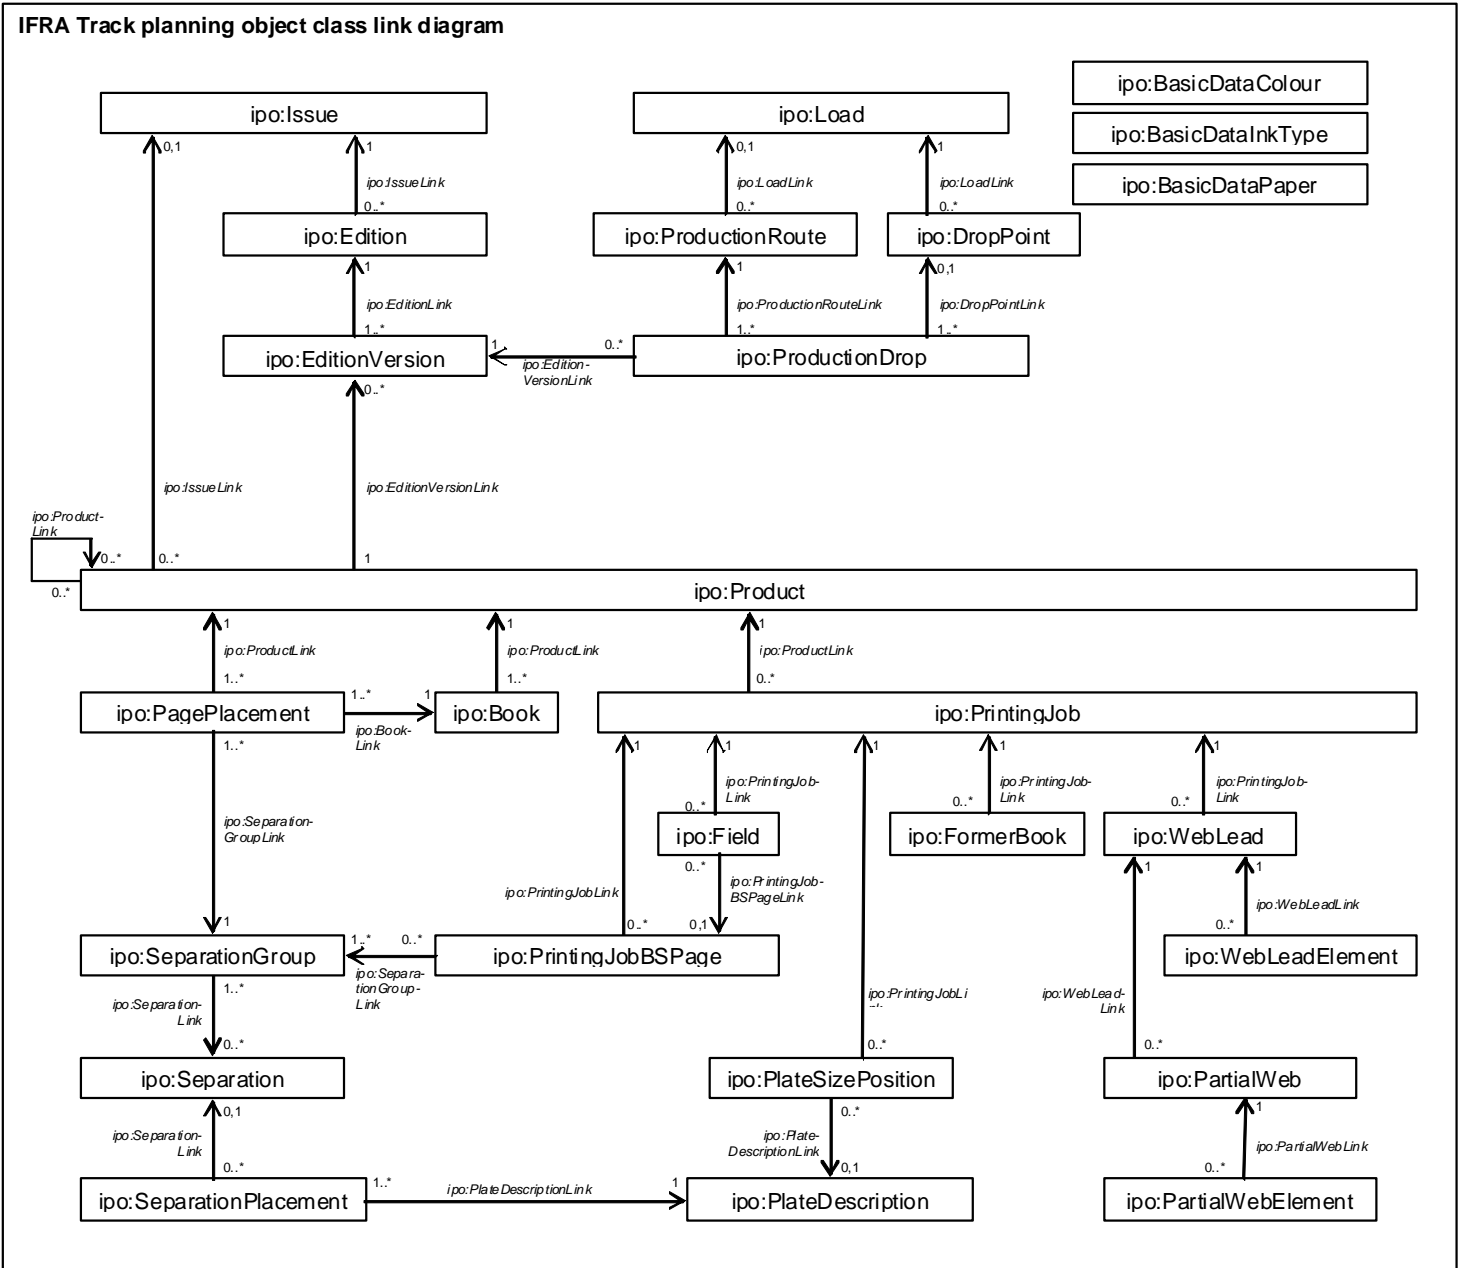 IFRA Track planning object class link diagram
ipo:BasicDataColour
ipo:Issue
ipo:Load
ipo:BasicDataInkType
0,1
1
0,1
1
ipo:IssueLink
ipo:LoadLink
ipo:LoadLink
ipo:BasicDataPaper
0..*
0..*
0..*
ipo:Edition
ipo:ProductionRoute
ipo:DropPoint
1
1
0,1
ipo:EditionLink
ipo:ProductionRouteLink
ipo:DropPointLink
1..*
1..*
1..*
ipo:EditionVersion
1
0..*
ipo:ProductionDrop
ipo:Edition-
VersionLink
0..*
ipo:IssueLink
ipo:EditionVersionLink
ipo:Product-
Link
0..*
0..*
1
0..*
ipo:Product
1
1
1
ipo:ProductLink
ipo:ProductLink
ipo:ProductLink
1..*
1..*
0..*
ipo:PagePlacement
1..*
1
ipo:Book
ipo:PrintingJob
ipo:Book-
Link
1..*
1
1
1
1
1
ipo:PrintingJob-
Link
ipo:PrintingJob-
Link
ipo:PrintingJob-
Link
0..*
0..*
0..*
ipo:Separation-
GroupLink
ipo:Field
ipo:FormerBook
ipo:WebLead
0..*
1
1
ipo:PrintingJobLink
ipo:PrintingJob-
BSPageLink
ipo:WebLeadLink
1
0..*
0,1
0..*
ipo:SeparationGroup
1..*
0..*
ipo:PrintingJobBSPage
ipo:WebLeadElement
ipo:Separa-
tionGroup-
Link
1..*
ipo:Separation-
Link
ipo:PrintingJobLi
ipo:WebLead-
Link
0..*
0..*
0..*
ipo:Separation
ipo:PlateSizePosition
ipo:PartialWeb
0,1
0..*
1
ipo:Separation-
Link
ipo:Plate-
DescriptionLink
ipo:PartialWebLink
0..*
0,1
0..*
ipo:SeparationPlacement
1..*
ipo:PlateDescriptionLink
1
ipo:PlateDescription
ipo:PartialWebElement